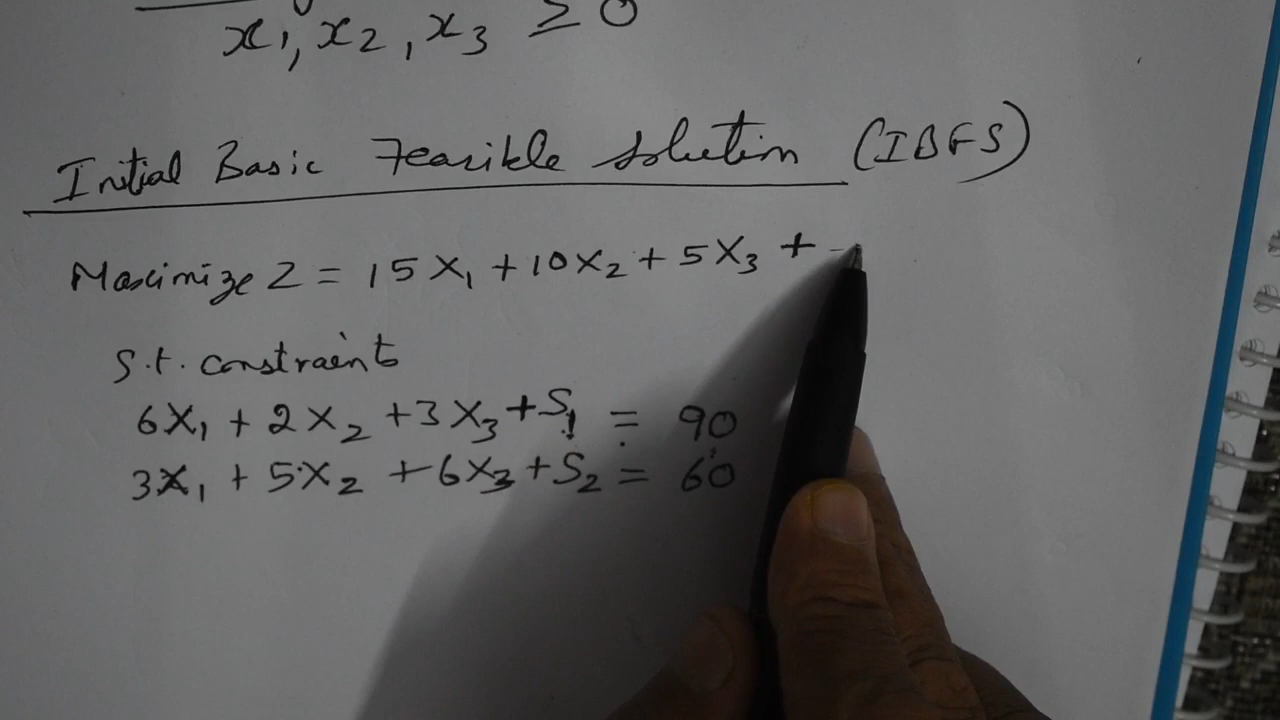 x1, x2, x3 ≥ 0
Initial Basic Feasible solution (IBFS)
Maximize Z = 15X1 + 10X2 + 5X3 +
S.t. constraints
6X1 + 2X2 + 3X3 + S1 = 90
3X1 + 5X2 + 6X3 + S2 = 60